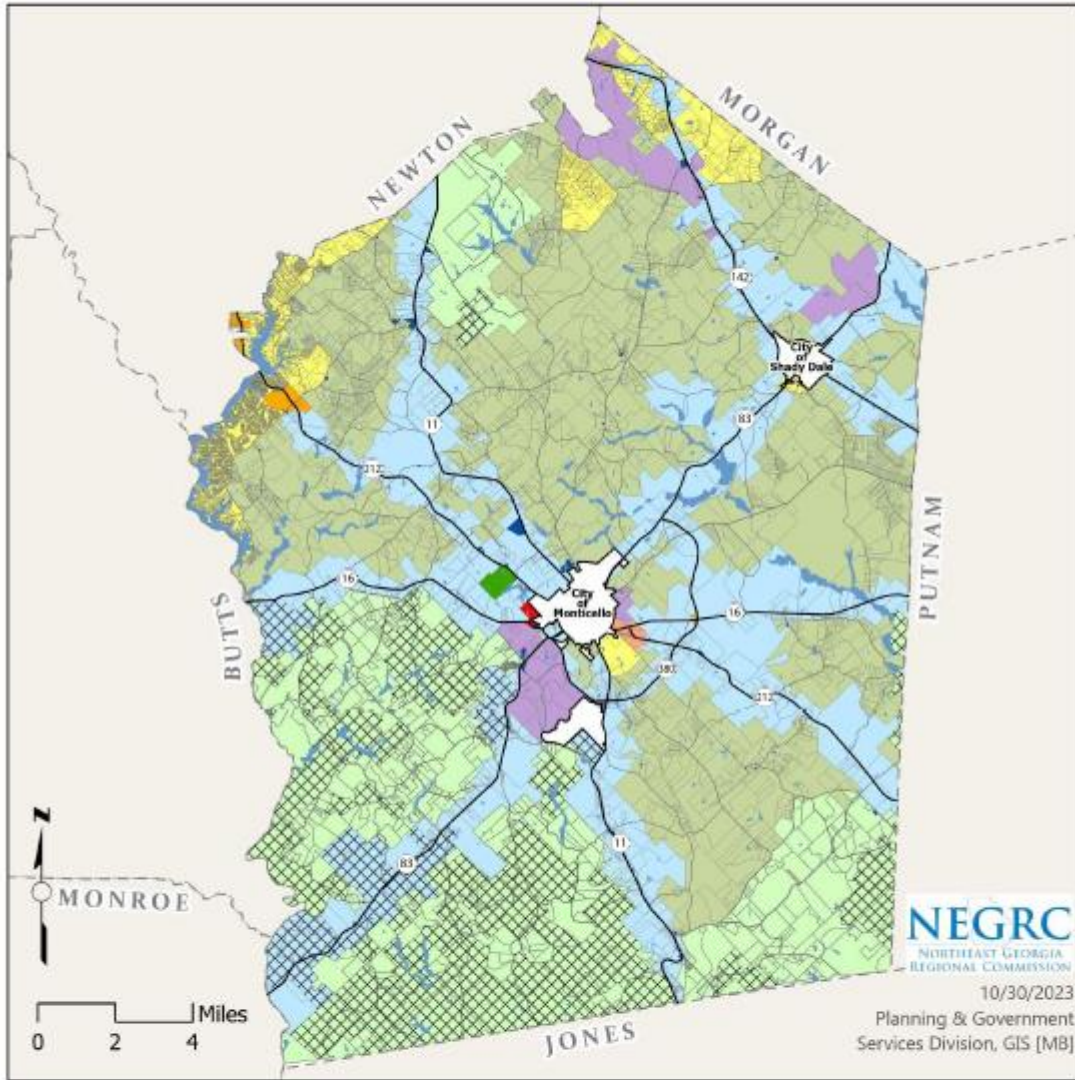 MORGAN
NEWTON
142
City
of
Shady Dale
11
83
212
PUTNAM
16
City
of
Monticello
16
BUTTS
380
212
83
11
N
MONROE
NEGRC
NORTHEAST GEORGIA
REGIONAL COMMISSION
10/30/2023
Planning & Government
Services Division, GIS [MB]
Miles
0 2 4
JONES